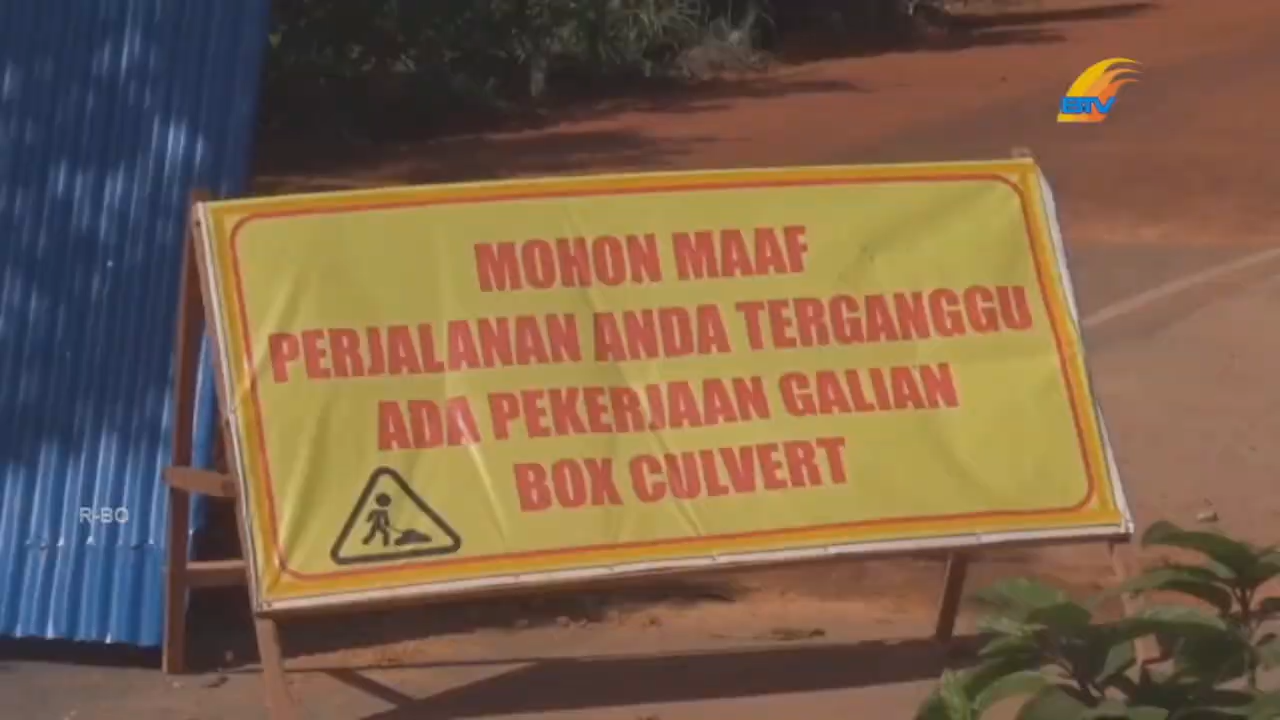 BTV
MOHON MAAF
PERJALANAN ANDA TERGANGGU
ADA PEKERJAAN GALIAN
BOX CULVERT
R-BO